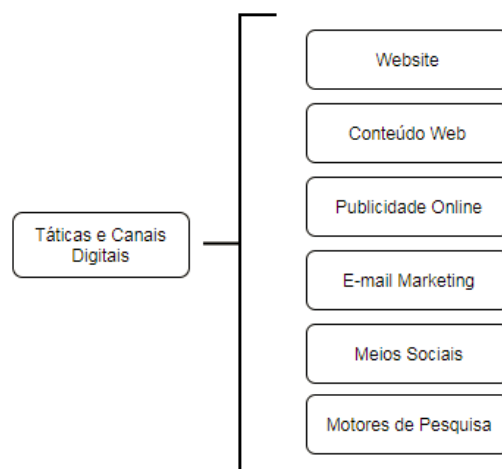 Website
Conteúdo Web
Publicidade Online
Táticas e Canais
Digitais
E-mail Marketing
Meios Sociais
Motores de Pesquisa